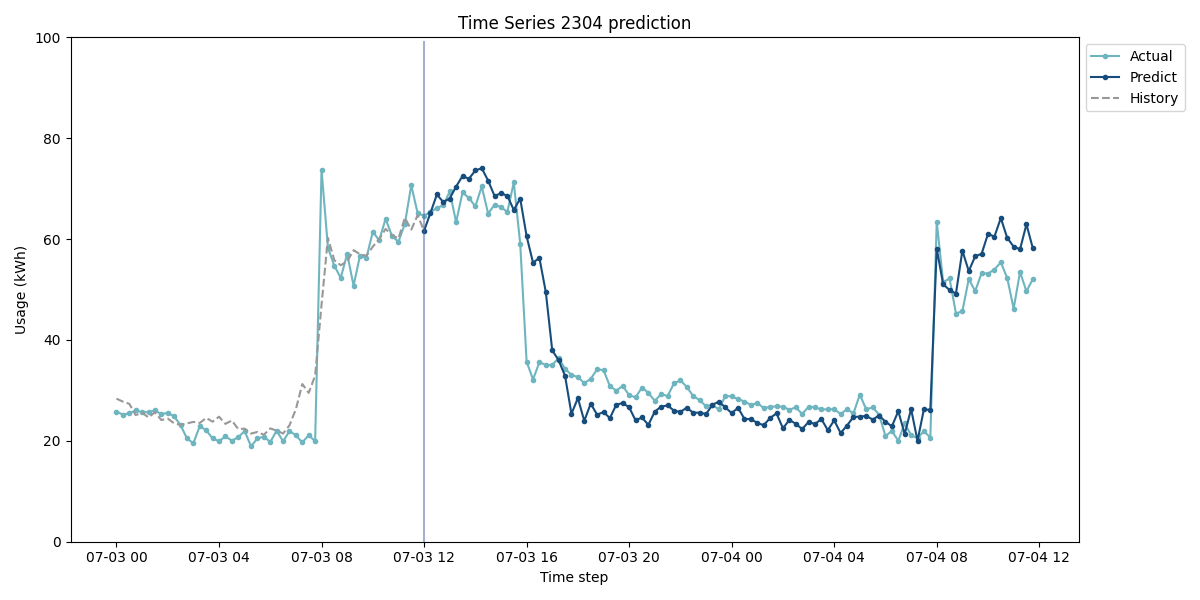 Time Series 2304 prediction
100
80
60
40
20
0
Usage (kWh)
07-03 00
07-03 04
07-03 08
07-03 12
07-03 16
07-03 20
07-04 00
07-04 04
07-04 08
07-04 12
Time step
Actual
Predict
History